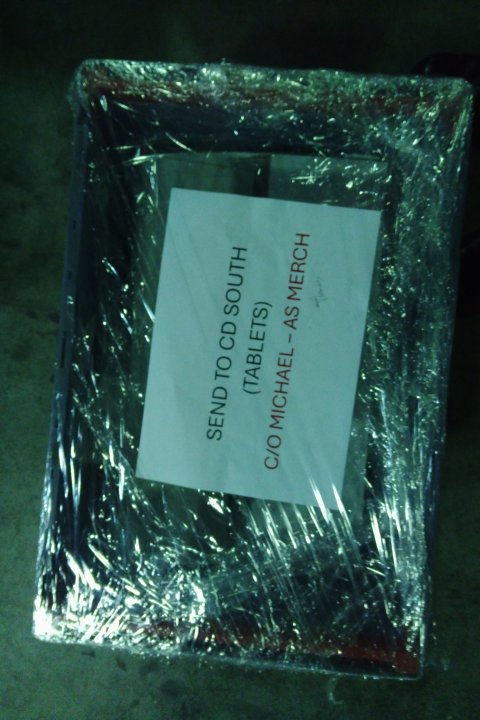 SEND TO CD SOUTH
(TABLETS)
C/O MICHAEL – AS MERCH